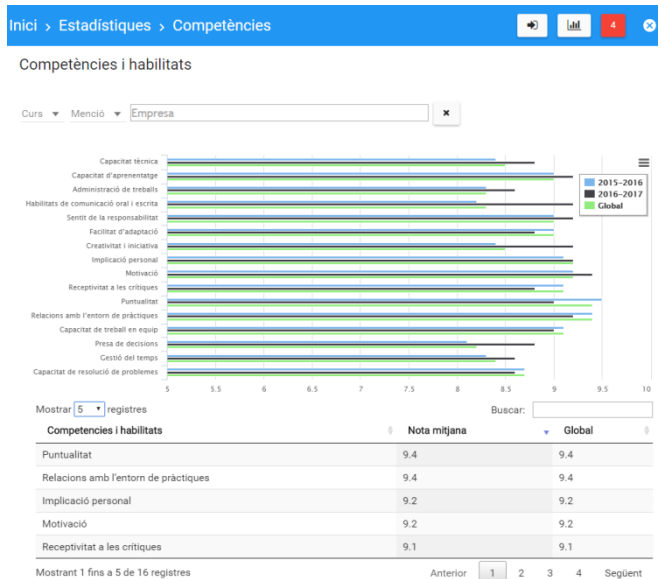 Inici > Estadístiques > Competències
4
Competències i habilitats
Curs Menció Empresa
Capacitat tècnica
Capacitat d'aprenentatge
Administració de treballs
Habilitats de comunicació oral i escrita
Sentit de la responsabilitat
Facilitat d'adaptació
Creativitat i iniciativa
Implicació personal
Motivació
Receptivitat a les crítiques
Puntualitat
Relacions amb l'entorn de pràctiques
Capacitat de treball en equip
Presa de decisions
Gestió del temps
Capacitat de resolució de problemes
2015-2016
2016-2017
Global
5 5.5 6 6.5 7 7.5 8 8.5 9 9.5 10
Mostrar 5 registres Buscar:
Competencies i habilitats Nota mitjana Global
Puntualitat 9.4 9.4
Relacions amb l'entorn de pràctiques 9.4 9.4
Implicació personal 9.2 9.2
Motivació 9.2 9.2
Receptivitat a les crítiques 9.1 9.1
Mostrant 1 fins a 5 de 16 registres Anterior 1 2 3 4 Següent